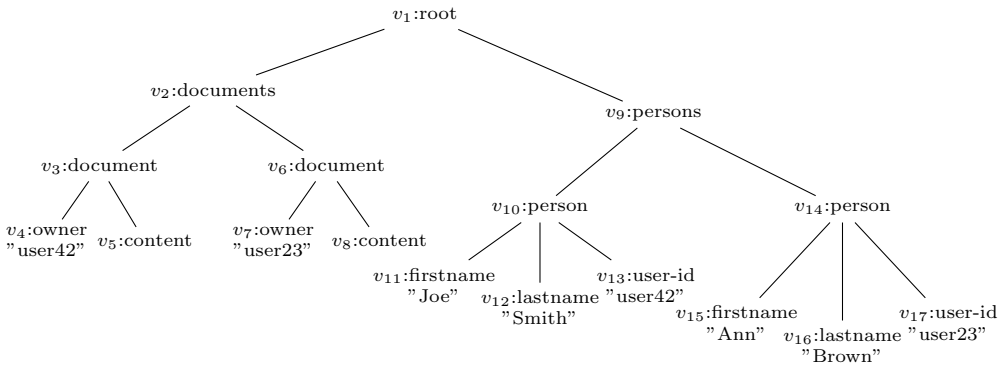 v₁:root
v₂:documents
v₉:persons
v₃:document
v₆:document
v₁₀:person
v₁₄:person
v₄:owner
"user42"
v₅:content
v₇:owner
"user23"
v₈:content
v₁₁:firstname
"Joe"
v₁₂:lastname
"Smith"
v₁₃:user-id
"user42"
v₁₅:firstname
"Ann"
v₁₆:lastname
"Brown"
v₁₇:user-id
"user23"